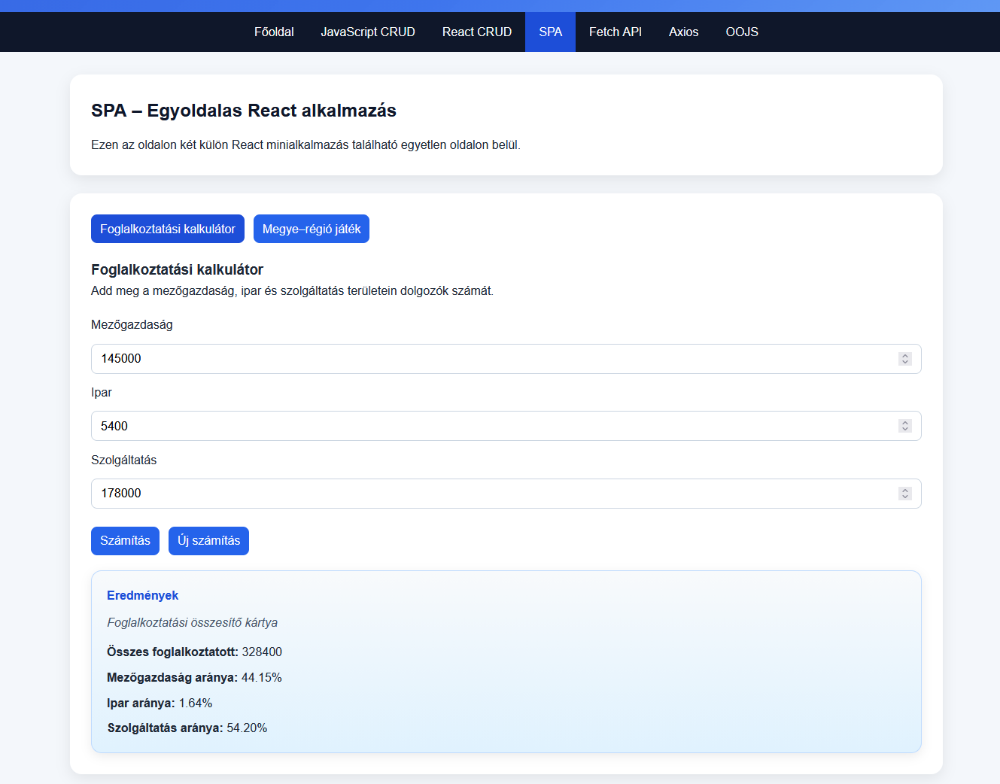 Főoldal JavaScript CRUD React CRUD SPA Fetch API Axios OOJS
SPA – Egyoldalas React alkalmazás
Ezen az oldalon két külön React minialkalmazás található egyetlen oldalon belül.
Foglalkoztatási kalkulátor Megye–régió játék
Foglalkoztatási kalkulátor
Add meg a mezőgazdaság, ipar és szolgáltatás területein dolgozók számát.
Mezőgazdaság
145000
Ipar
5400
Szolgáltatás
178000
Számítás Új számítás
Eredmények
Foglalkoztatási összesítő kártya
Összes foglalkoztatott: 328400
Mezőgazdaság aránya: 44.15%
Ipar aránya: 1.64%
Szolgáltatás aránya: 54.20%